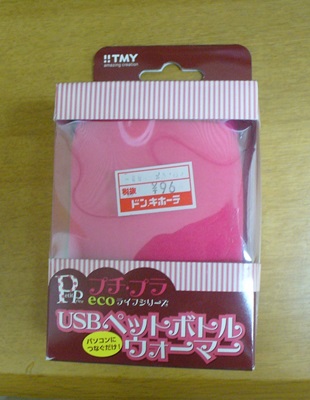 !!TMY
amazing creation
税抜 ¥96
ドンキホーテ
プチ・プラ
ecoライフシリーズ
USBペットボトル
ウォーマー
パソコンに
つなぐだけ!